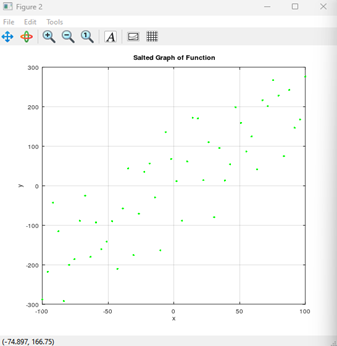 Figure 2
File Edit Tools
A
Salted Graph of Function
300
200
100
0
-100
-200
-300
-100 -50 0 50 100
x
y
(-74.897, 166.75)